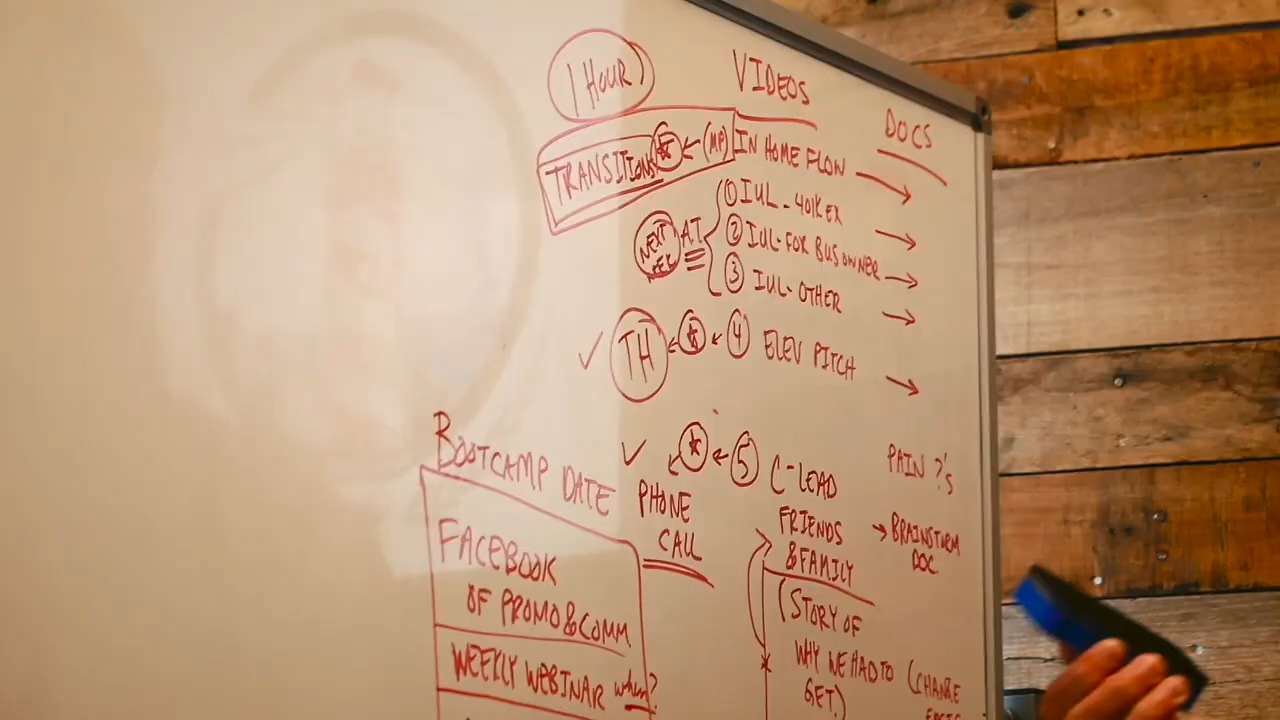 1 HOUR
VIDEOS
DOCS
TRANSITIONS ← (MP)
IN HOME FLOW →
NEXT
A.T.
① IUL - 401K EX →
② IUL - FOR BUS OWNER →
③ IUL - OTHER →
✓ TH ← ← ④ ELEV PITCH →
✓ ← ⑤ C-LEAD
PAIN ?'s
PHONE
CALL
FRIENDS
& FAMILY
→ BRAINSTORM
DOC
(STORY OF
WHY WE HAD TO
GET)
(CHANGE
BOOTCAMP DATE
FACEBOOK
OF PROMO & COMM
WEEKLY WEBINAR when?